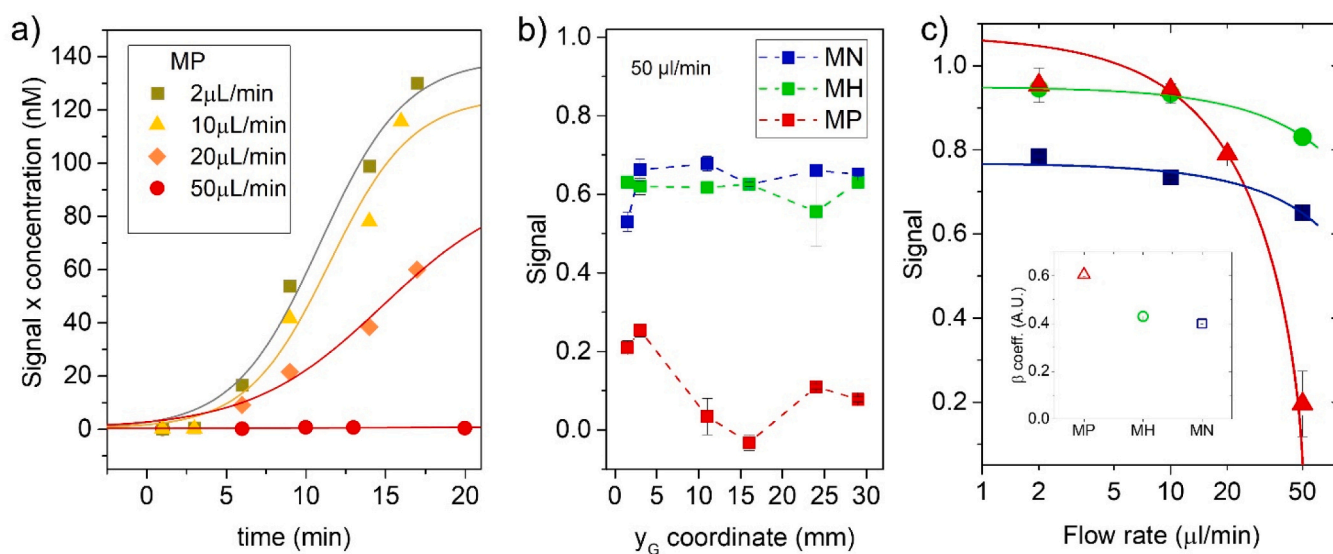 a)
Signal x concentration (nM)
140
120
100
80
60
40
20
0
MP
2μL/min
10μL/min
20μL/min
50μL/min
0 5 10 15 20
time (min)
b)
Signal
1.0
0.8
0.6
0.4
0.2
0.0
50 μl/min
MN
MH
MP
0 5 10 15 20 25 30
yG coordinate (mm)
c)
Signal
1.0
0.8
0.6
0.4
1.0
0.2
β coeff. (A.U.)
0.6
0.4
0.2
0.0
MP MH MN
1 2 5 10 20 50
Flow rate (μl/min)